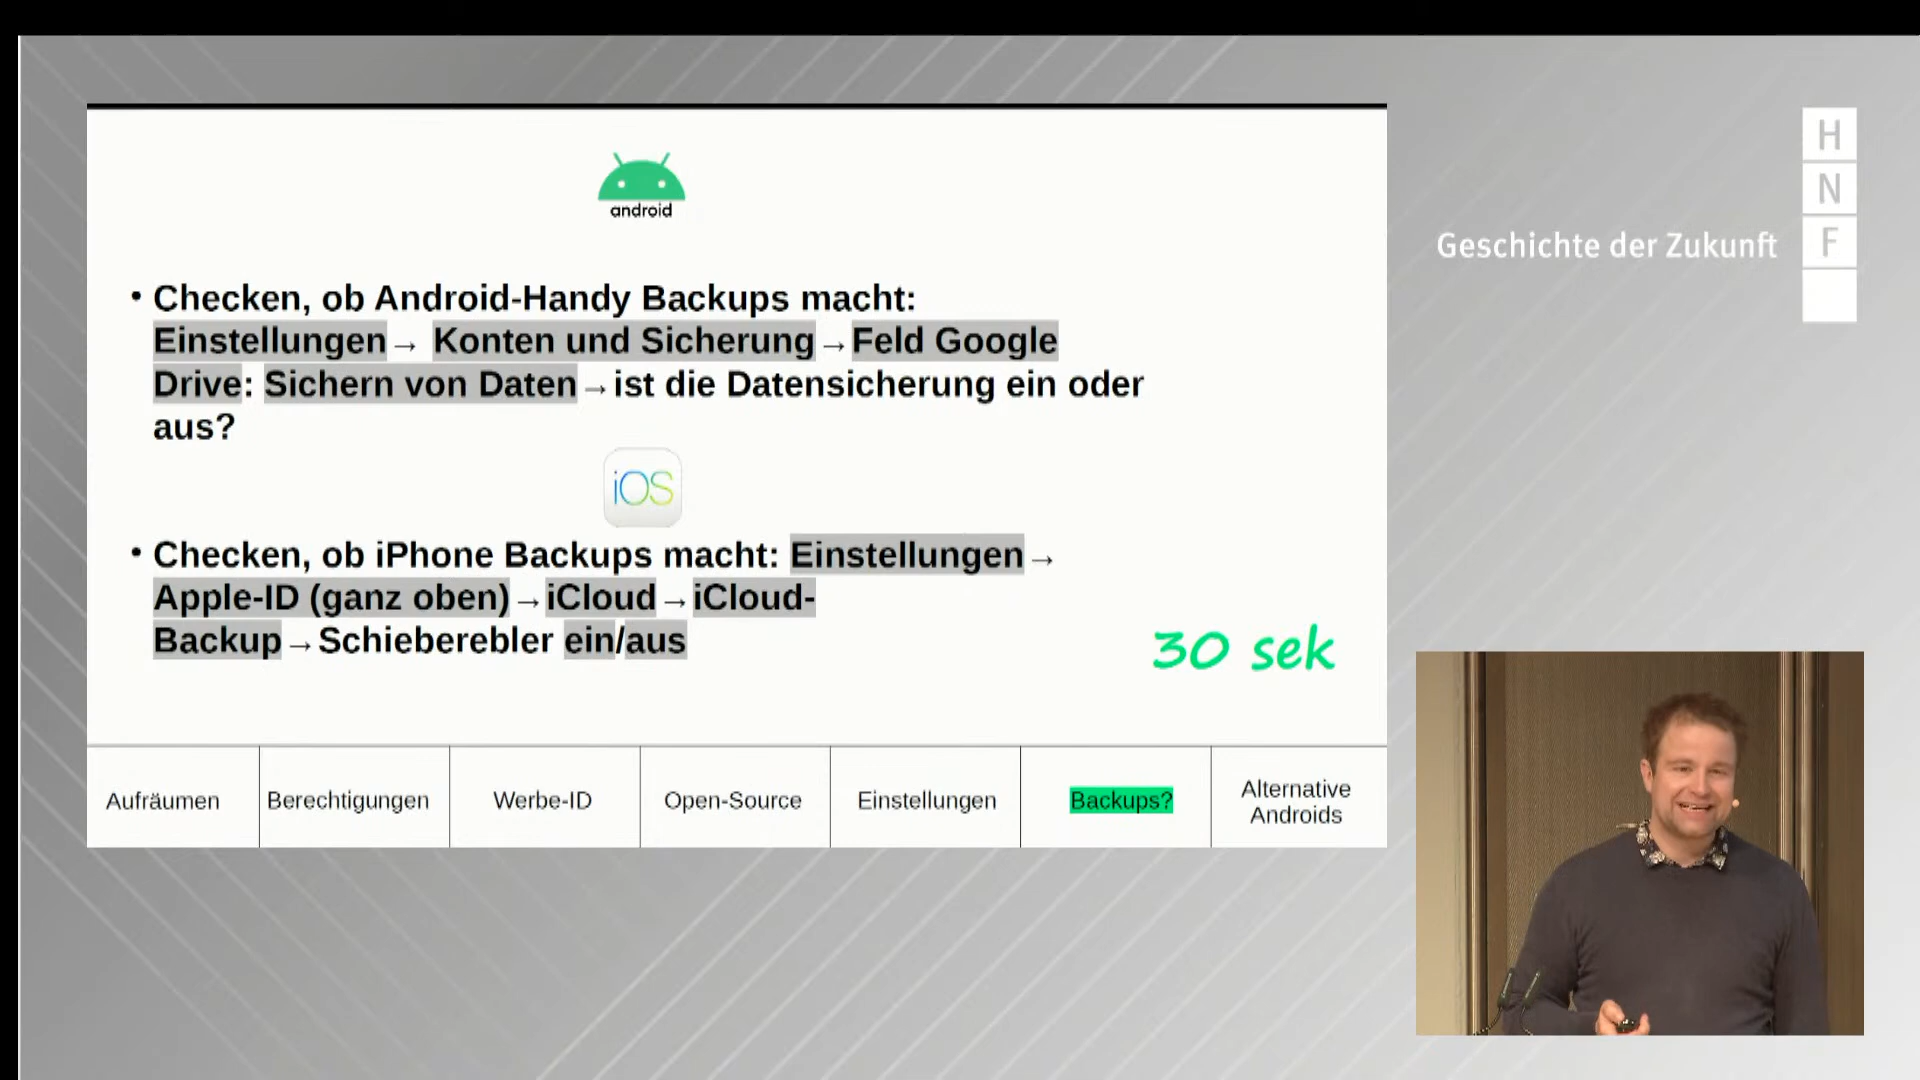 android
• Checken, ob Android-Handy Backups macht:
Einstellungen→ Konten und Sicherung→Feld Google
Drive: Sichern von Daten→ist die Datensicherung ein oder
aus?
iOS
• Checken, ob iPhone Backups macht: Einstellungen→
Apple-ID (ganz oben)→iCloud→iCloud-
Backup→Schieberebler ein/aus
30 sek
Aufräumen
Berechtigungen
Werbe-ID
Open-Source
Einstellungen
Backups?
Alternative
Androids
Geschichte der Zukunft
H
N
F